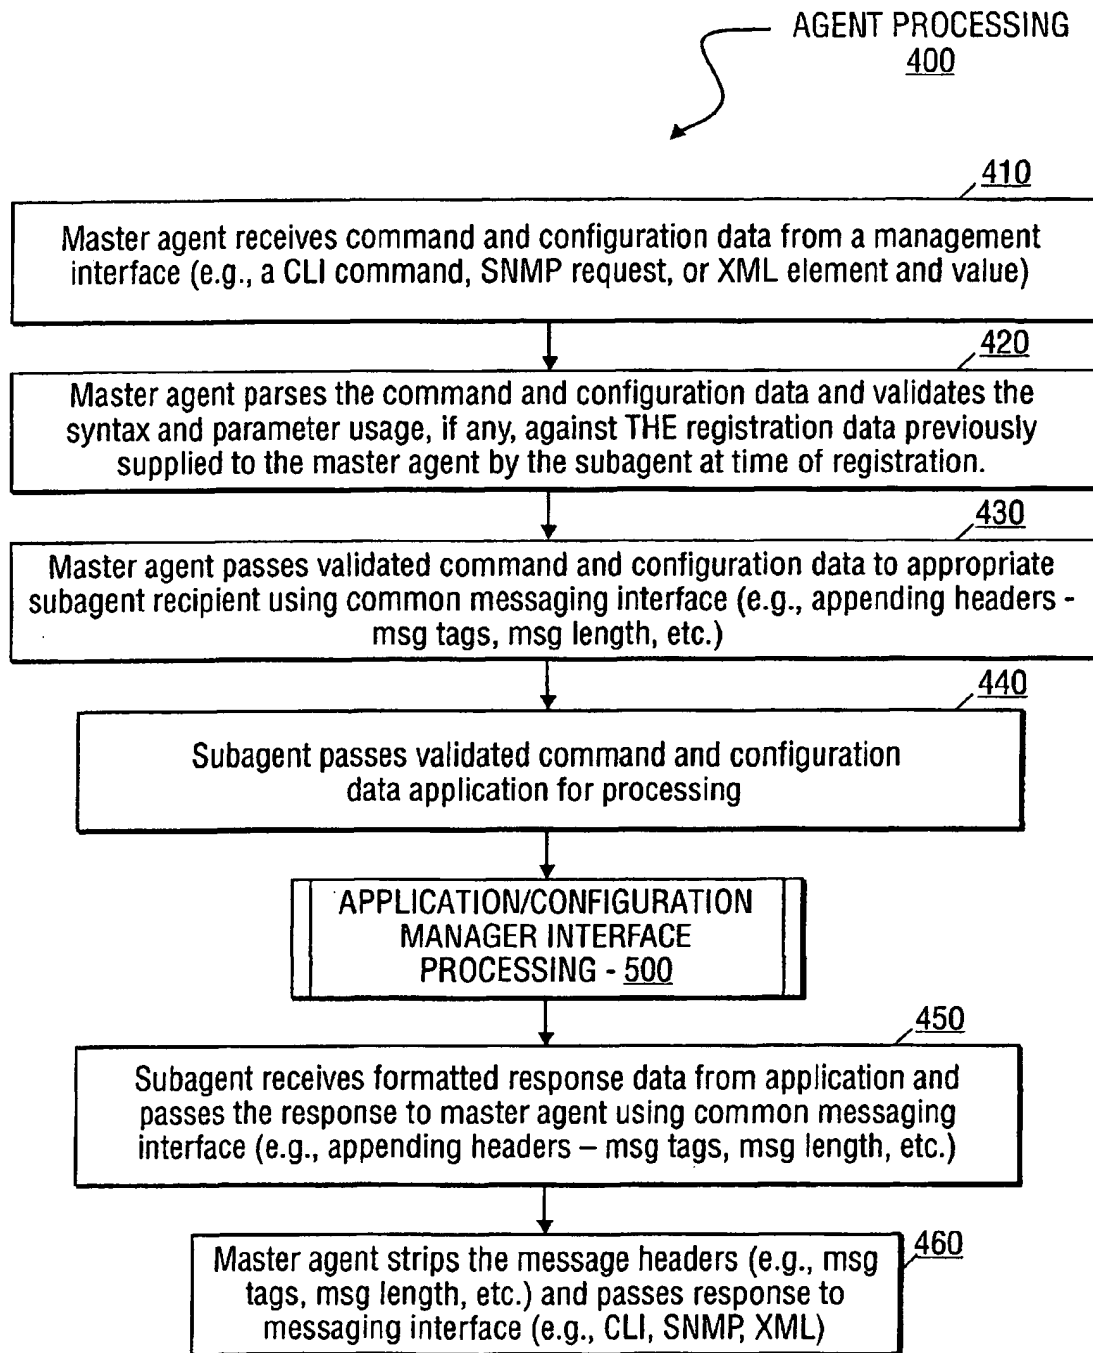 AGENT PROCESSING
400
410
Master agent receives command and configuration data from a management
interface (e.g., a CLI command, SNMP request, or XML element and value)
420
Master agent parses the command and configuration data and validates the
syntax and parameter usage, if any, against THE registration data previously
supplied to the master agent by the subagent at time of registration.
430
Master agent passes validated command and configuration data to appropriate
subagent recipient using common messaging interface (e.g., appending headers -
msg tags, msg length, etc.)
440
Subagent passes validated command and configuration
data application for processing
APPLICATION/CONFIGURATION
MANAGER INTERFACE
PROCESSING - 500
450
Subagent receives formatted response data from application and
passes the response to master agent using common messaging
interface (e.g., appending headers – msg tags, msg length, etc.)
460
Master agent strips the message headers (e.g., msg
tags, msg length, etc.) and passes response to
messaging interface (e.g., CLI, SNMP, XML)